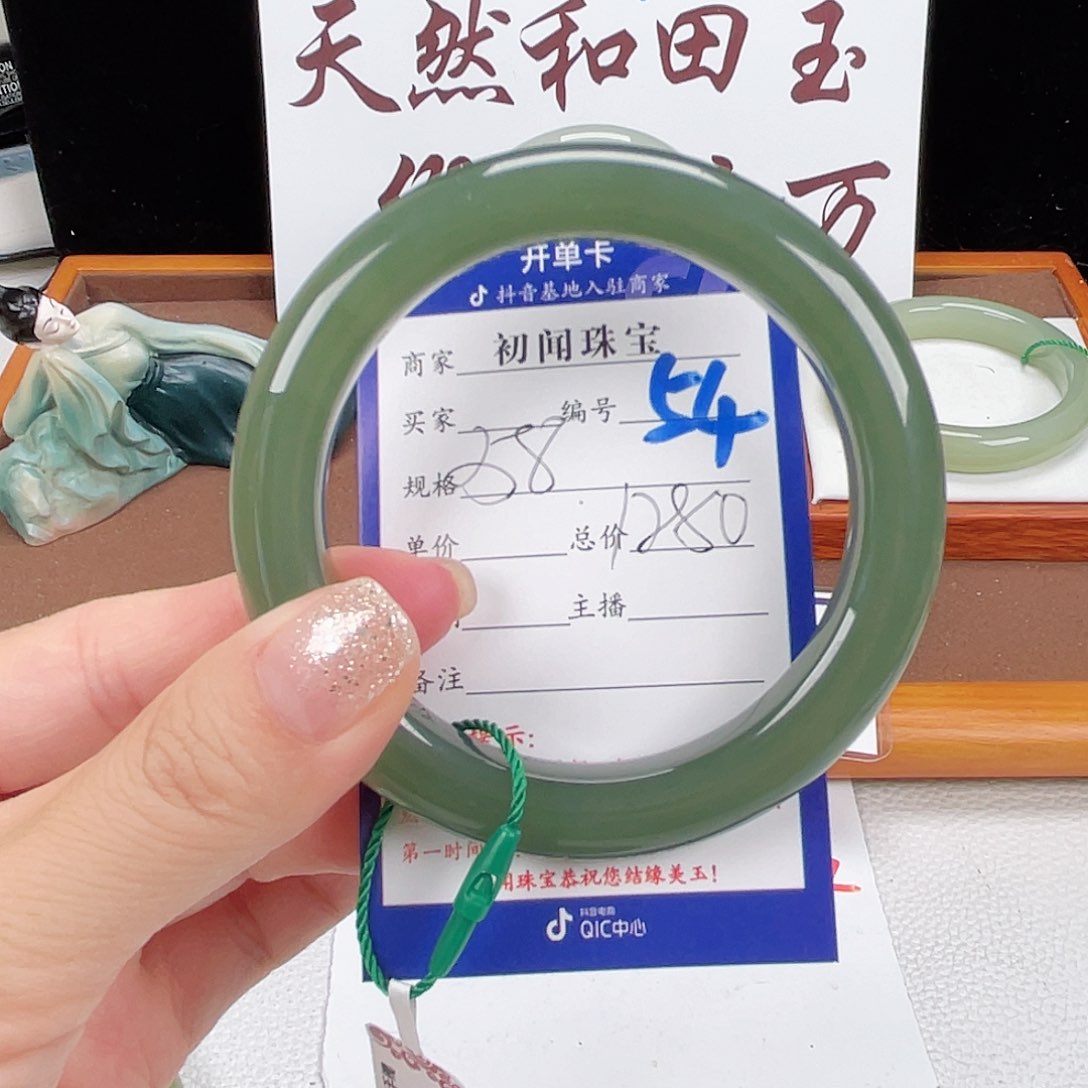 天然和田玉
万
开单卡
抖音基地入驻商家
商家 初闻珠宝
买家 编号 54
规格 258
单价 总价 1280
主播
备注
示:
第一时间
珠宝恭祝您结缘美玉!
抖音电商
QIC中心